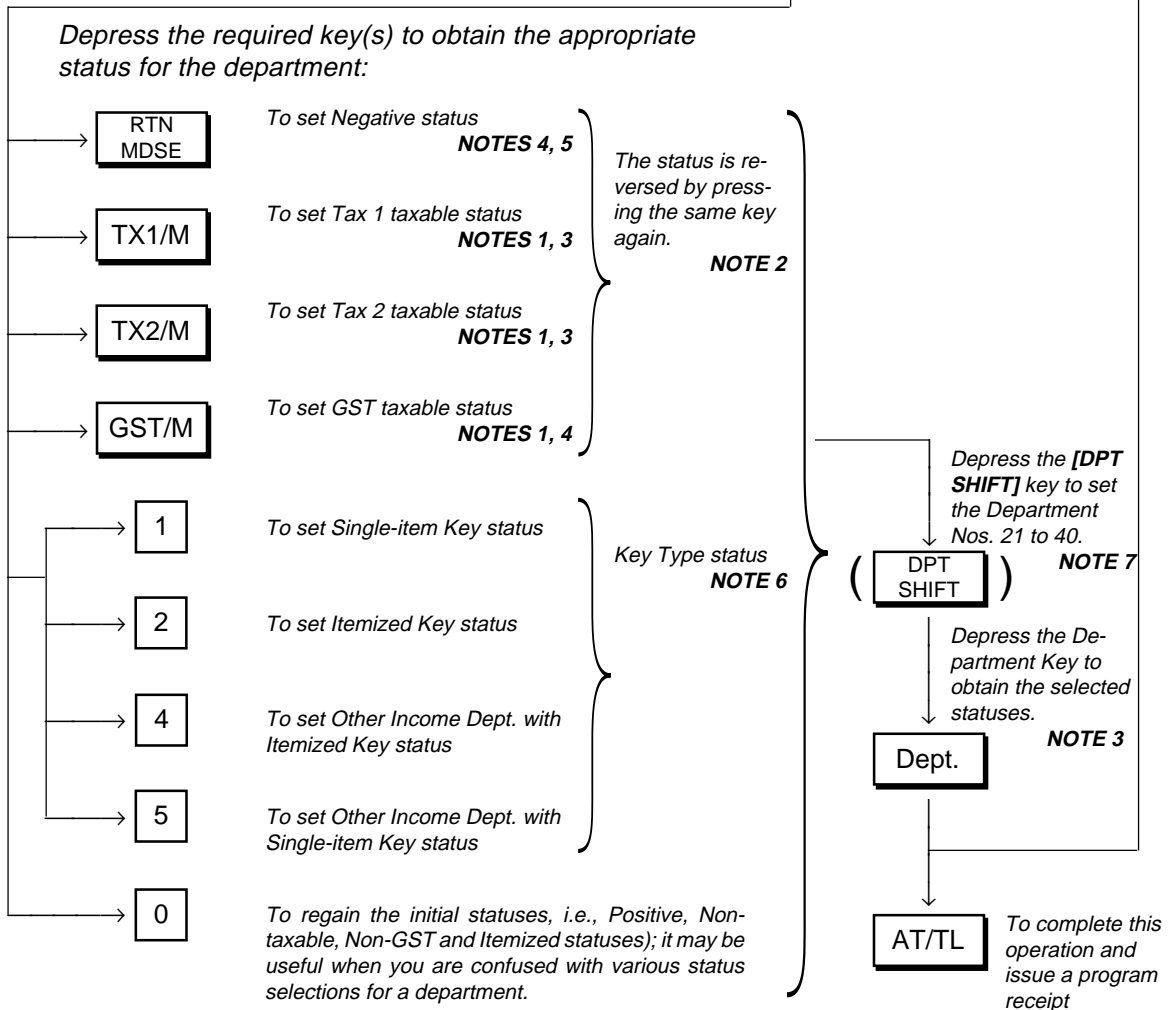 Depress the required key(s) to obtain the appropriate
status for the department:
RTN
MDSE
To set Negative status
NOTES 4, 5
TX1/M
To set Tax 1 taxable status
NOTES 1, 3
TX2/M
To set Tax 2 taxable status
NOTES 1, 3
GST/M
To set GST taxable status
NOTES 1, 4
The status is re-
versed by press-
ing the same key
again.
NOTE 2
1
To set Single-item Key status
2
To set Itemized Key status
4
To set Other Income Dept. with
Itemized Key status
5
To set Other Income Dept. with
Single-item Key status
Key Type status
NOTE 6
0
To regain the initial statuses, i.e., Positive, Non-
taxable, Non-GST and Itemized statuses); it may be
useful when you are confused with various status
selections for a department.
Depress the [DPT
SHIFT] key to set
the Department
Nos. 21 to 40.
NOTE 7
( DPT
SHIFT )
Depress the De-
partment Key to
obtain the selected
statuses.
NOTE 3
Dept.
AT/TL
To complete this
operation and
issue a program
receipt